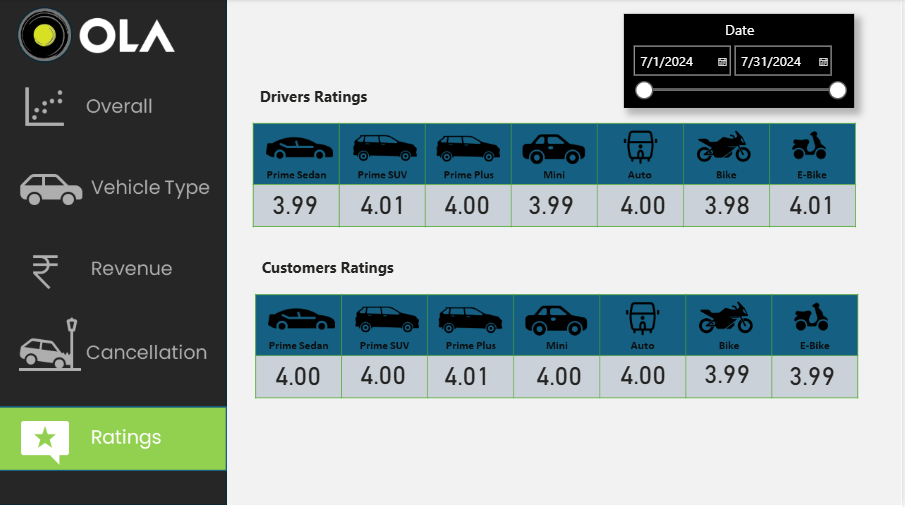 OLA
Overall
Vehicle Type
Revenue
Cancellation
Ratings
Date
7/1/2024 7/31/2024
Drivers Ratings
Prime Sedan Prime SUV Prime Plus Mini Auto Bike E-Bike
3.99 4.01 4.00 3.99 4.00 3.98 4.01
Customers Ratings
Prime Sedan Prime SUV Prime Plus Mini Auto Bike E-Bike
4.00 4.00 4.01 4.00 4.00 3.99 3.99